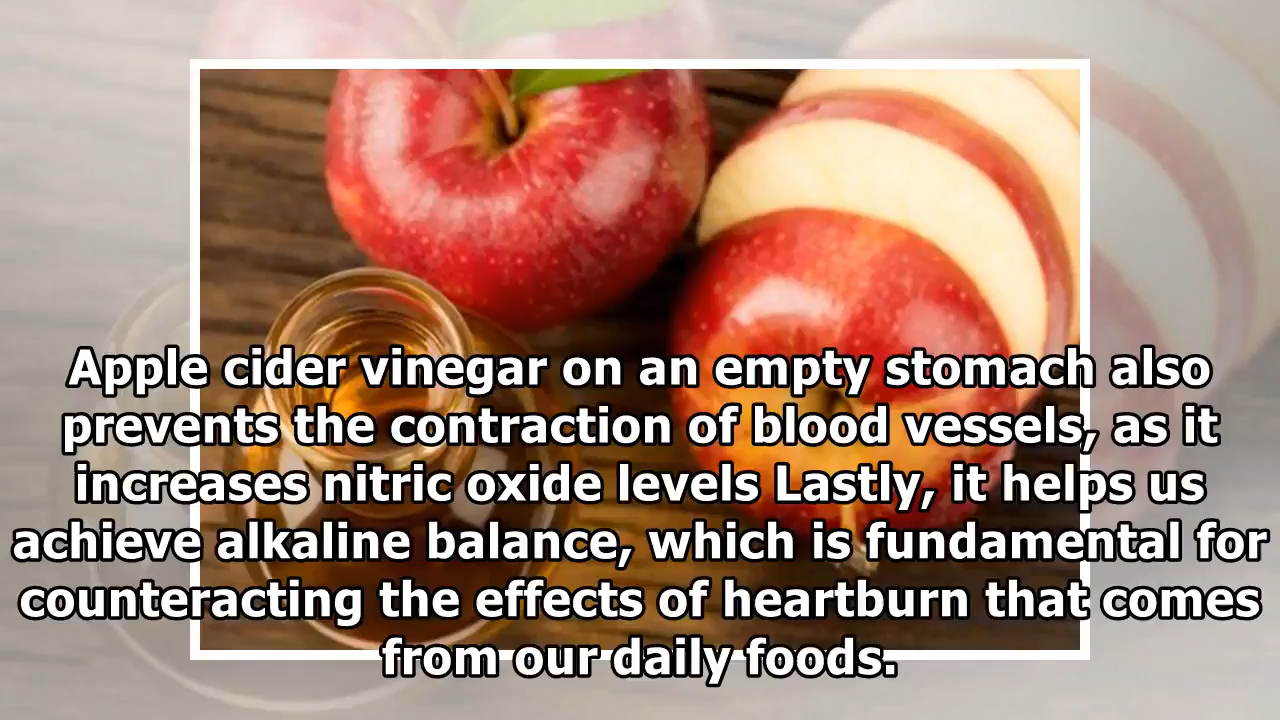 Apple cider vinegar on an empty stomach also
prevents the contraction of blood vessels, as it
increases nitric oxide levels Lastly, it helps us
achieve alkaline balance, which is fundamental for
counteracting the effects of heartburn that comes
from our daily foods.